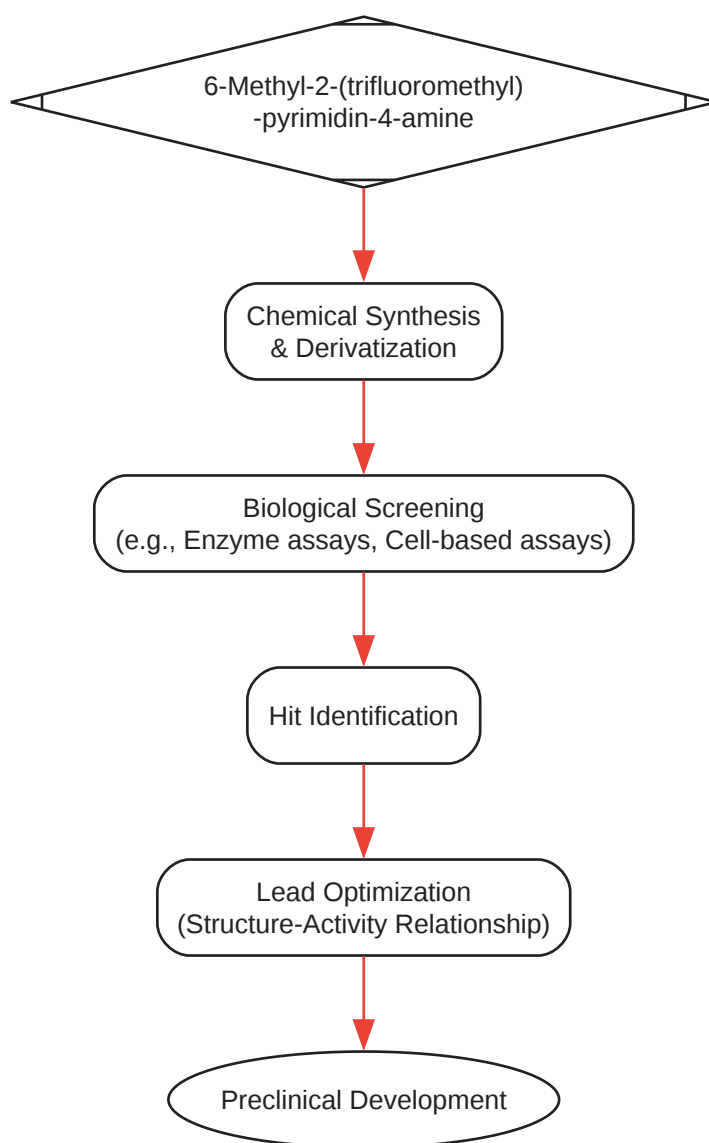 6-Methyl-2-(trifluoromethyl)
-pyrimidin-4-amine
Chemical Synthesis
& Derivatization
Biological Screening
(e.g., Enzyme assays, Cell-based assays)
Hit Identification
Lead Optimization
(Structure-Activity Relationship)
Preclinical Development